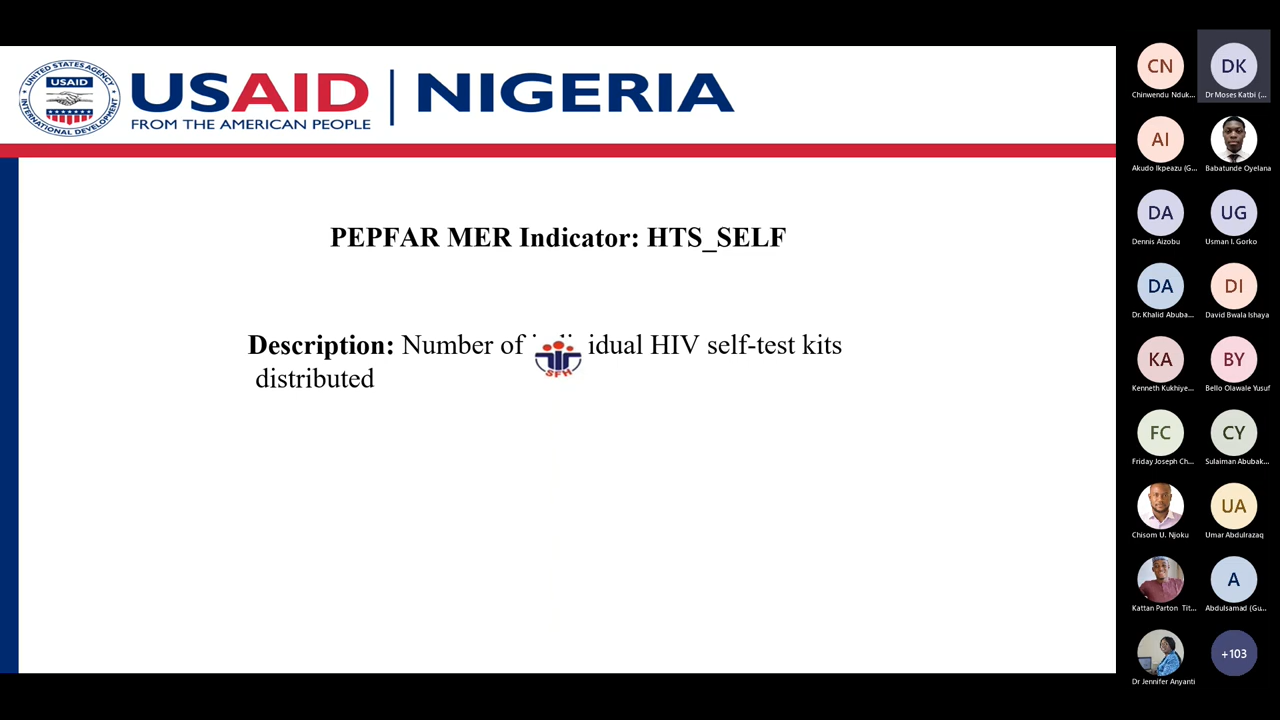 UNITED STATES AGENCY
USAID
INTERNATIONAL DEVELOPMENT
USAID | NIGERIA
FROM THE AMERICAN PEOPLE
PEPFAR MER Indicator: HTS_SELF
Description: Number of individual HIV self-test kits
distributed
SFH
CN
Chinwendu Nduk...
DK
Dr Moses Katbi (...
AI
Akudo Ikpeazu (G...
Babatunde Oyelana
DA
Dennis Aizobu
UG
Usman I. Gorko
DA
Dr. Khalid Abuba...
DI
David Bwala Ishaya
KA
Kenneth Kukhiye...
BY
Bello Olawale Yusuf
FC
Friday Joseph Ch...
CY
Sulaiman Abubak...
Chisom U. Njoku
UA
Umar Abdulrazaq
Kattan Parton Tit...
A
Abdulsamad (Gu...
Dr Jennifer Anyanti
+103